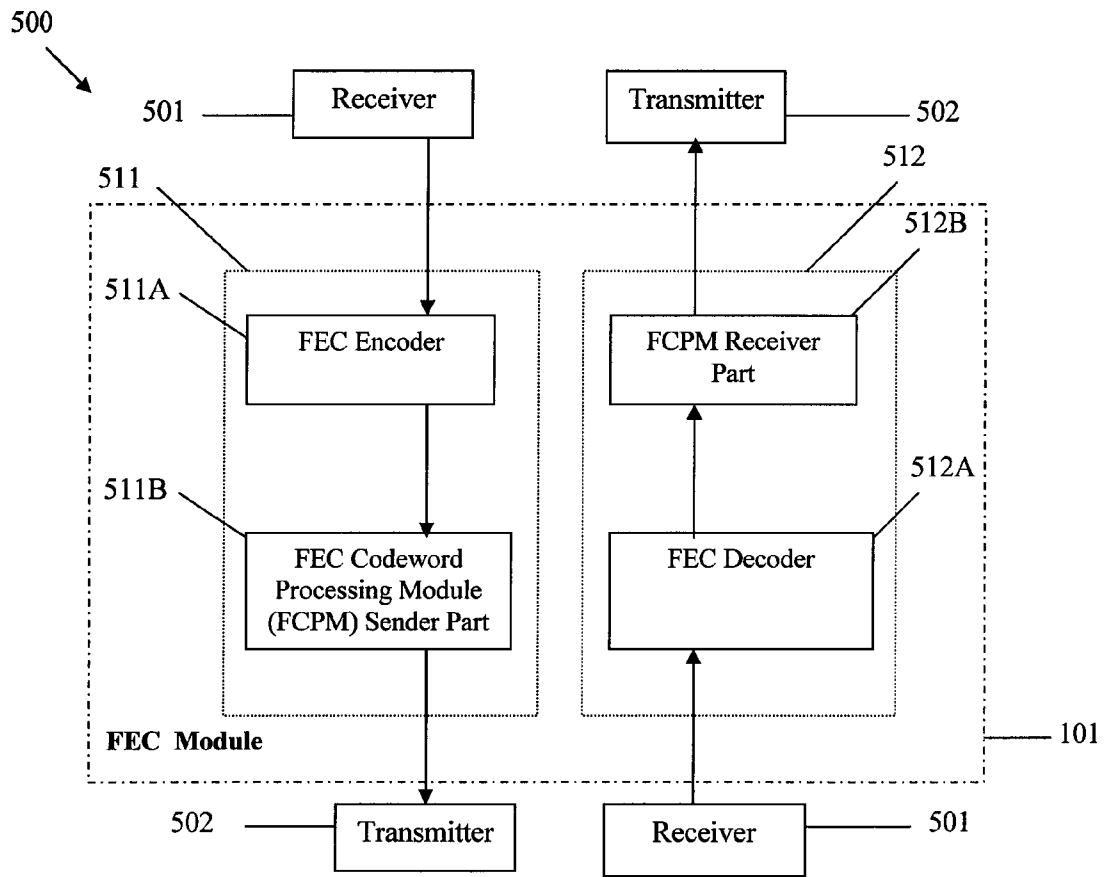 500
Receiver
Transmitter
501
502
511
512
512B
511A
FEC Encoder
FCPM Receiver
Part
512A
511B
FEC Codeword
Processing Module
(FCPM) Sender Part
FEC Decoder
FEC Module
101
502
Transmitter
Receiver
501